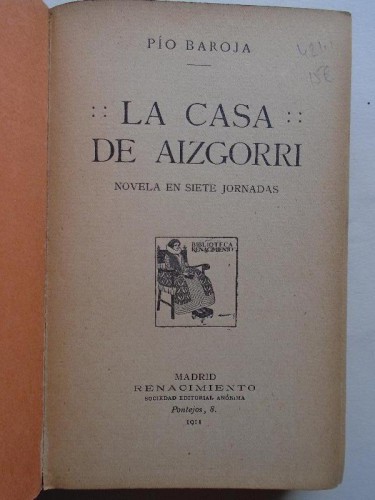 PÍO BAROJA
:: LA CASA ::
DE AIZGORRI
NOVELA EN SIETE JORNADAS
BIBLIOTECA
RENACIMIENTO
MADRID
RENACIMIENTO
SOCIEDAD EDITORIAL ANÓNIMA
Pontejos, 8.
1911